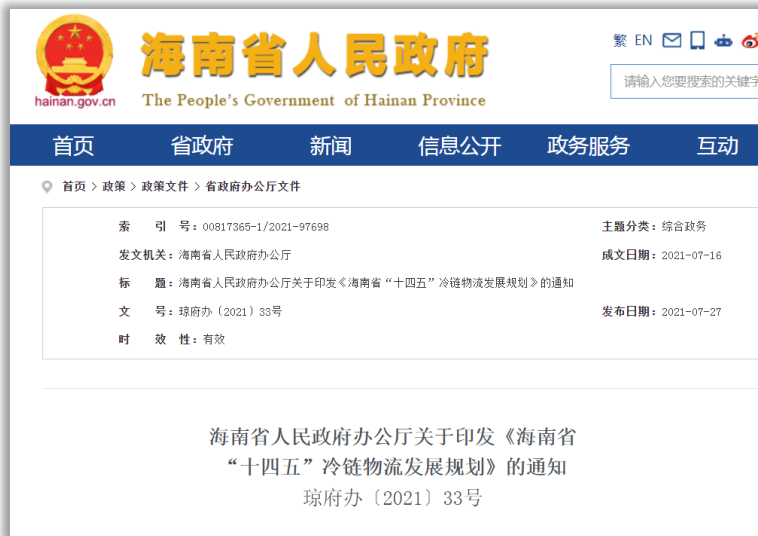 海南省人民政府
繁 EN
hainan.gov.cn
The People's Government of Hainan Province
请输入您要搜索的关键字
首页 省政府 新闻 信息公开 政务服务 互动
首页 > 政策 > 政策文件 > 省政府办公厅文件
索 引 号：00817365-1/2021-97698 主题分类：综合政务
发文机关：海南省人民政府办公厅 成文日期：2021-07-16
标 题：海南省人民政府办公厅关于印发《海南省“十四五”冷链物流发展规划》的通知
文 号：琼府办〔2021〕33号 发布日期：2021-07-27
时 效 性：有效
海南省人民政府办公厅关于印发《海南省
“十四五”冷链物流发展规划》的通知
琼府办〔2021〕33号